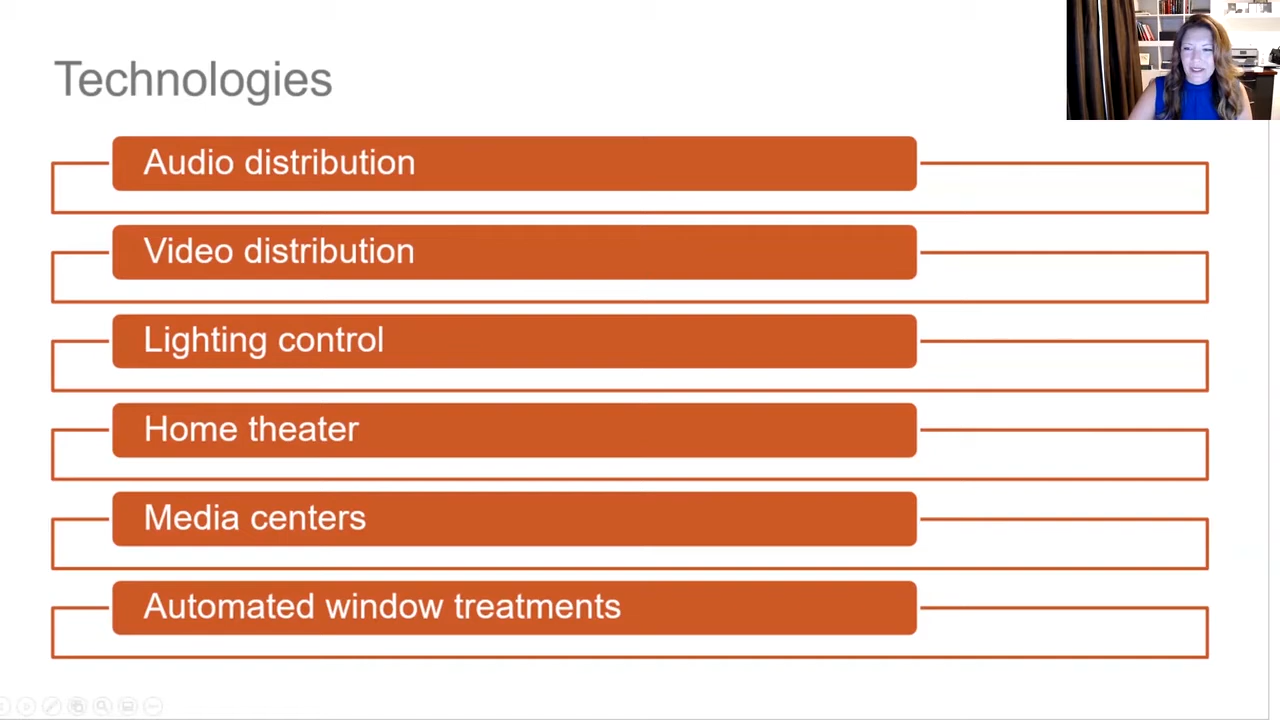 Technologies
Audio distribution
Video distribution
Lighting control
Home theater
Media centers
Automated window treatments